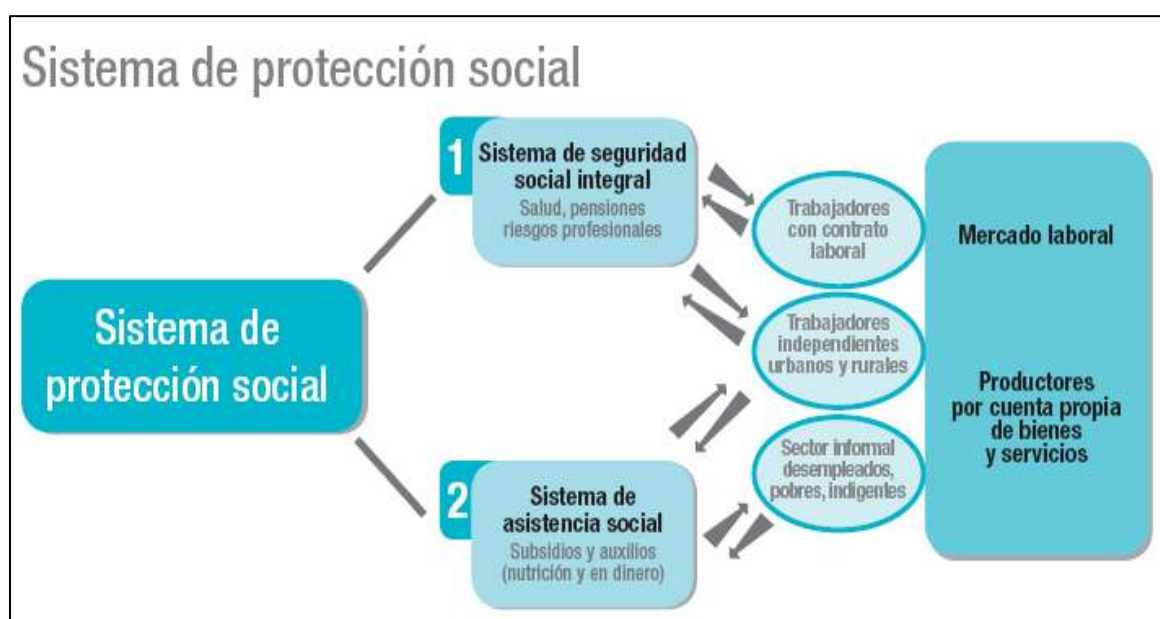 Sistema de protección social
Sistema de
protección social
1
Sistema de seguridad
social integral
Salud, pensiones
riesgos profesionales
2
Sistema de
asistencia social
Subsidios y auxilios
(nutrición y en dinero)
Trabajadores
con contrato
laboral
Trabajadores
independientes
urbanos y rurales
Sector informal
desempleados,
pobres, indigentes
Mercado laboral
Productores
por cuenta propia
de bienes
y servicios